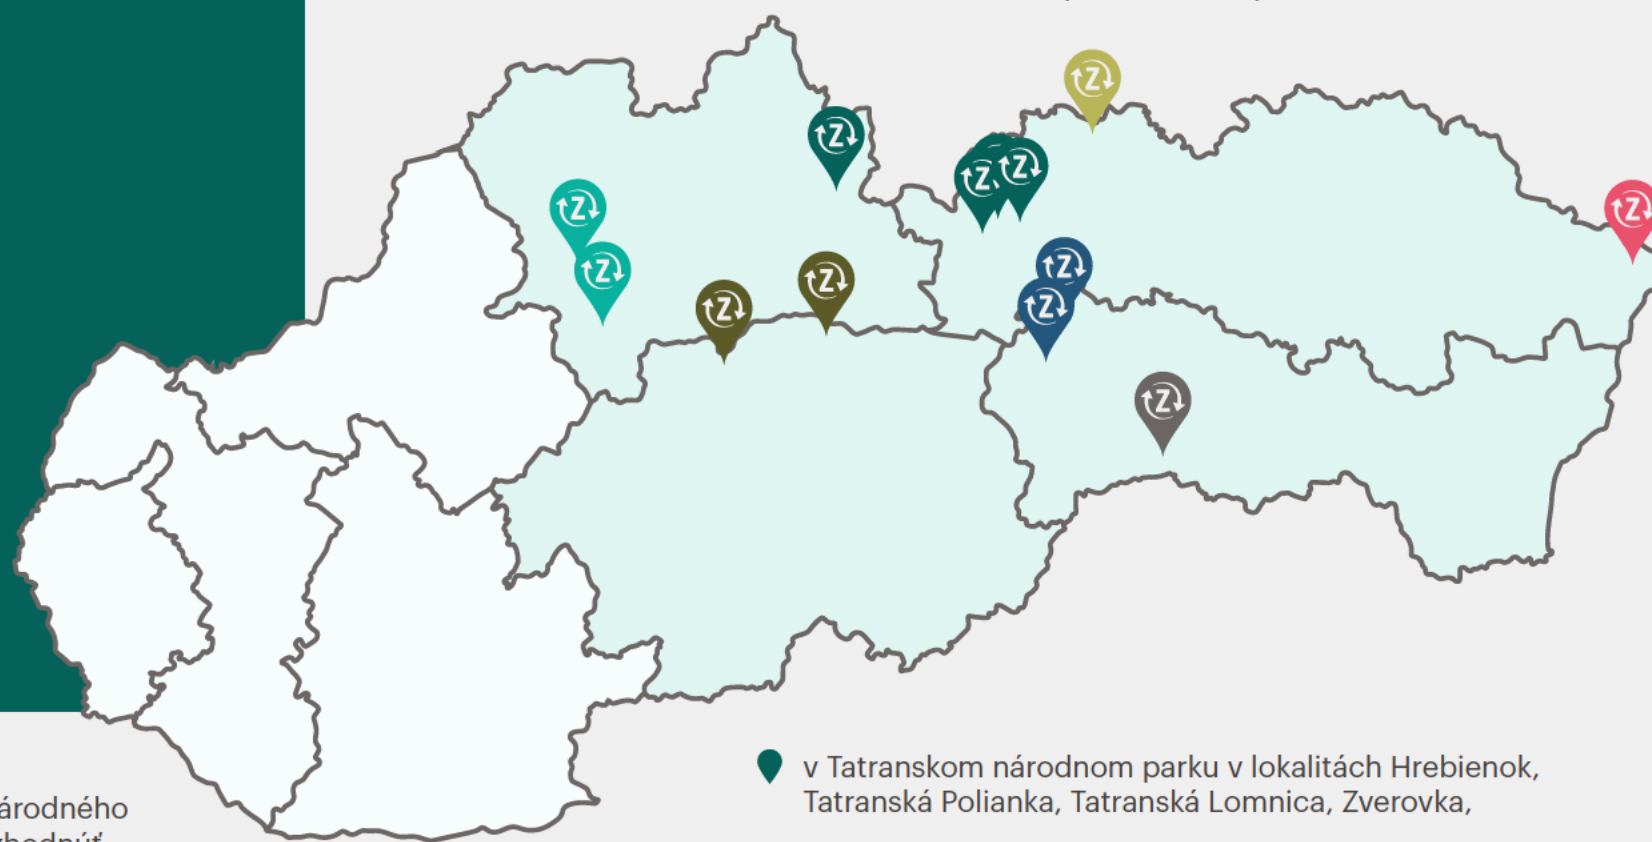 Z
Z
Z
Z
Z
Z
Z
Z
Z
Z
Z
Z
v Tatranskom národnom parku v lokalitách Hrebienok,
Tatranská Polianka, Tatranská Lomnica, Zverovka,
árodného